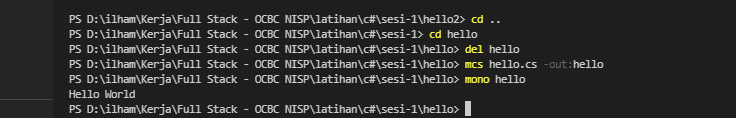 PS D:\ilham\Kerja\Full Stack - OCBC NISP\latihan\c#\sesi-1\hello2> cd ..
PS D:\ilham\Kerja\Full Stack - OCBC NISP\latihan\c#\sesi-1> cd hello
PS D:\ilham\Kerja\Full Stack - OCBC NISP\latihan\c#\sesi-1\hello> del hello
PS D:\ilham\Kerja\Full Stack - OCBC NISP\latihan\c#\sesi-1\hello> mcs hello.cs -out:hello
PS D:\ilham\Kerja\Full Stack - OCBC NISP\latihan\c#\sesi-1\hello> mono hello
Hello World
PS D:\ilham\Kerja\Full Stack - OCBC NISP\latihan\c#\sesi-1\hello>